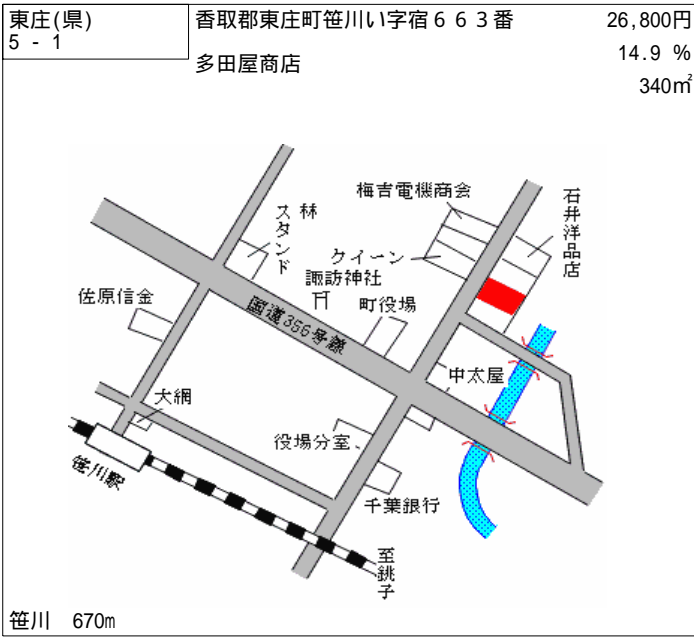 東庄(県)
5 - 1
香取郡東庄町笹川い字宿６６３番
多田屋商店
26,800円
14.9 %
340㎡
梅吉電機商会
石井洋品店
林スタンド
クイーン
諏訪神社
町役場
佐原信金
国道356号線
中太屋
大網
役場分室
笹川駅
千葉銀行
至銚子
笹川 670m